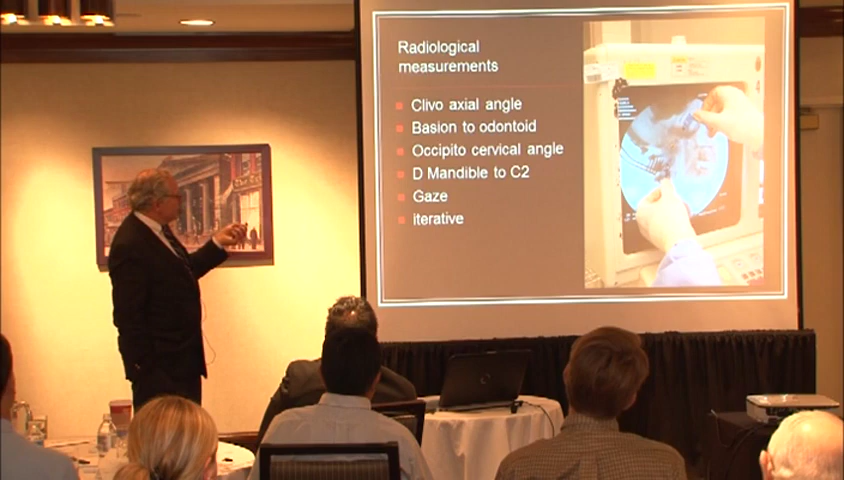 Radiological
measurements
Clivo axial angle
Basion to odontoid
Occipito cervical angle
D Mandible to C2
Gaze
iterative